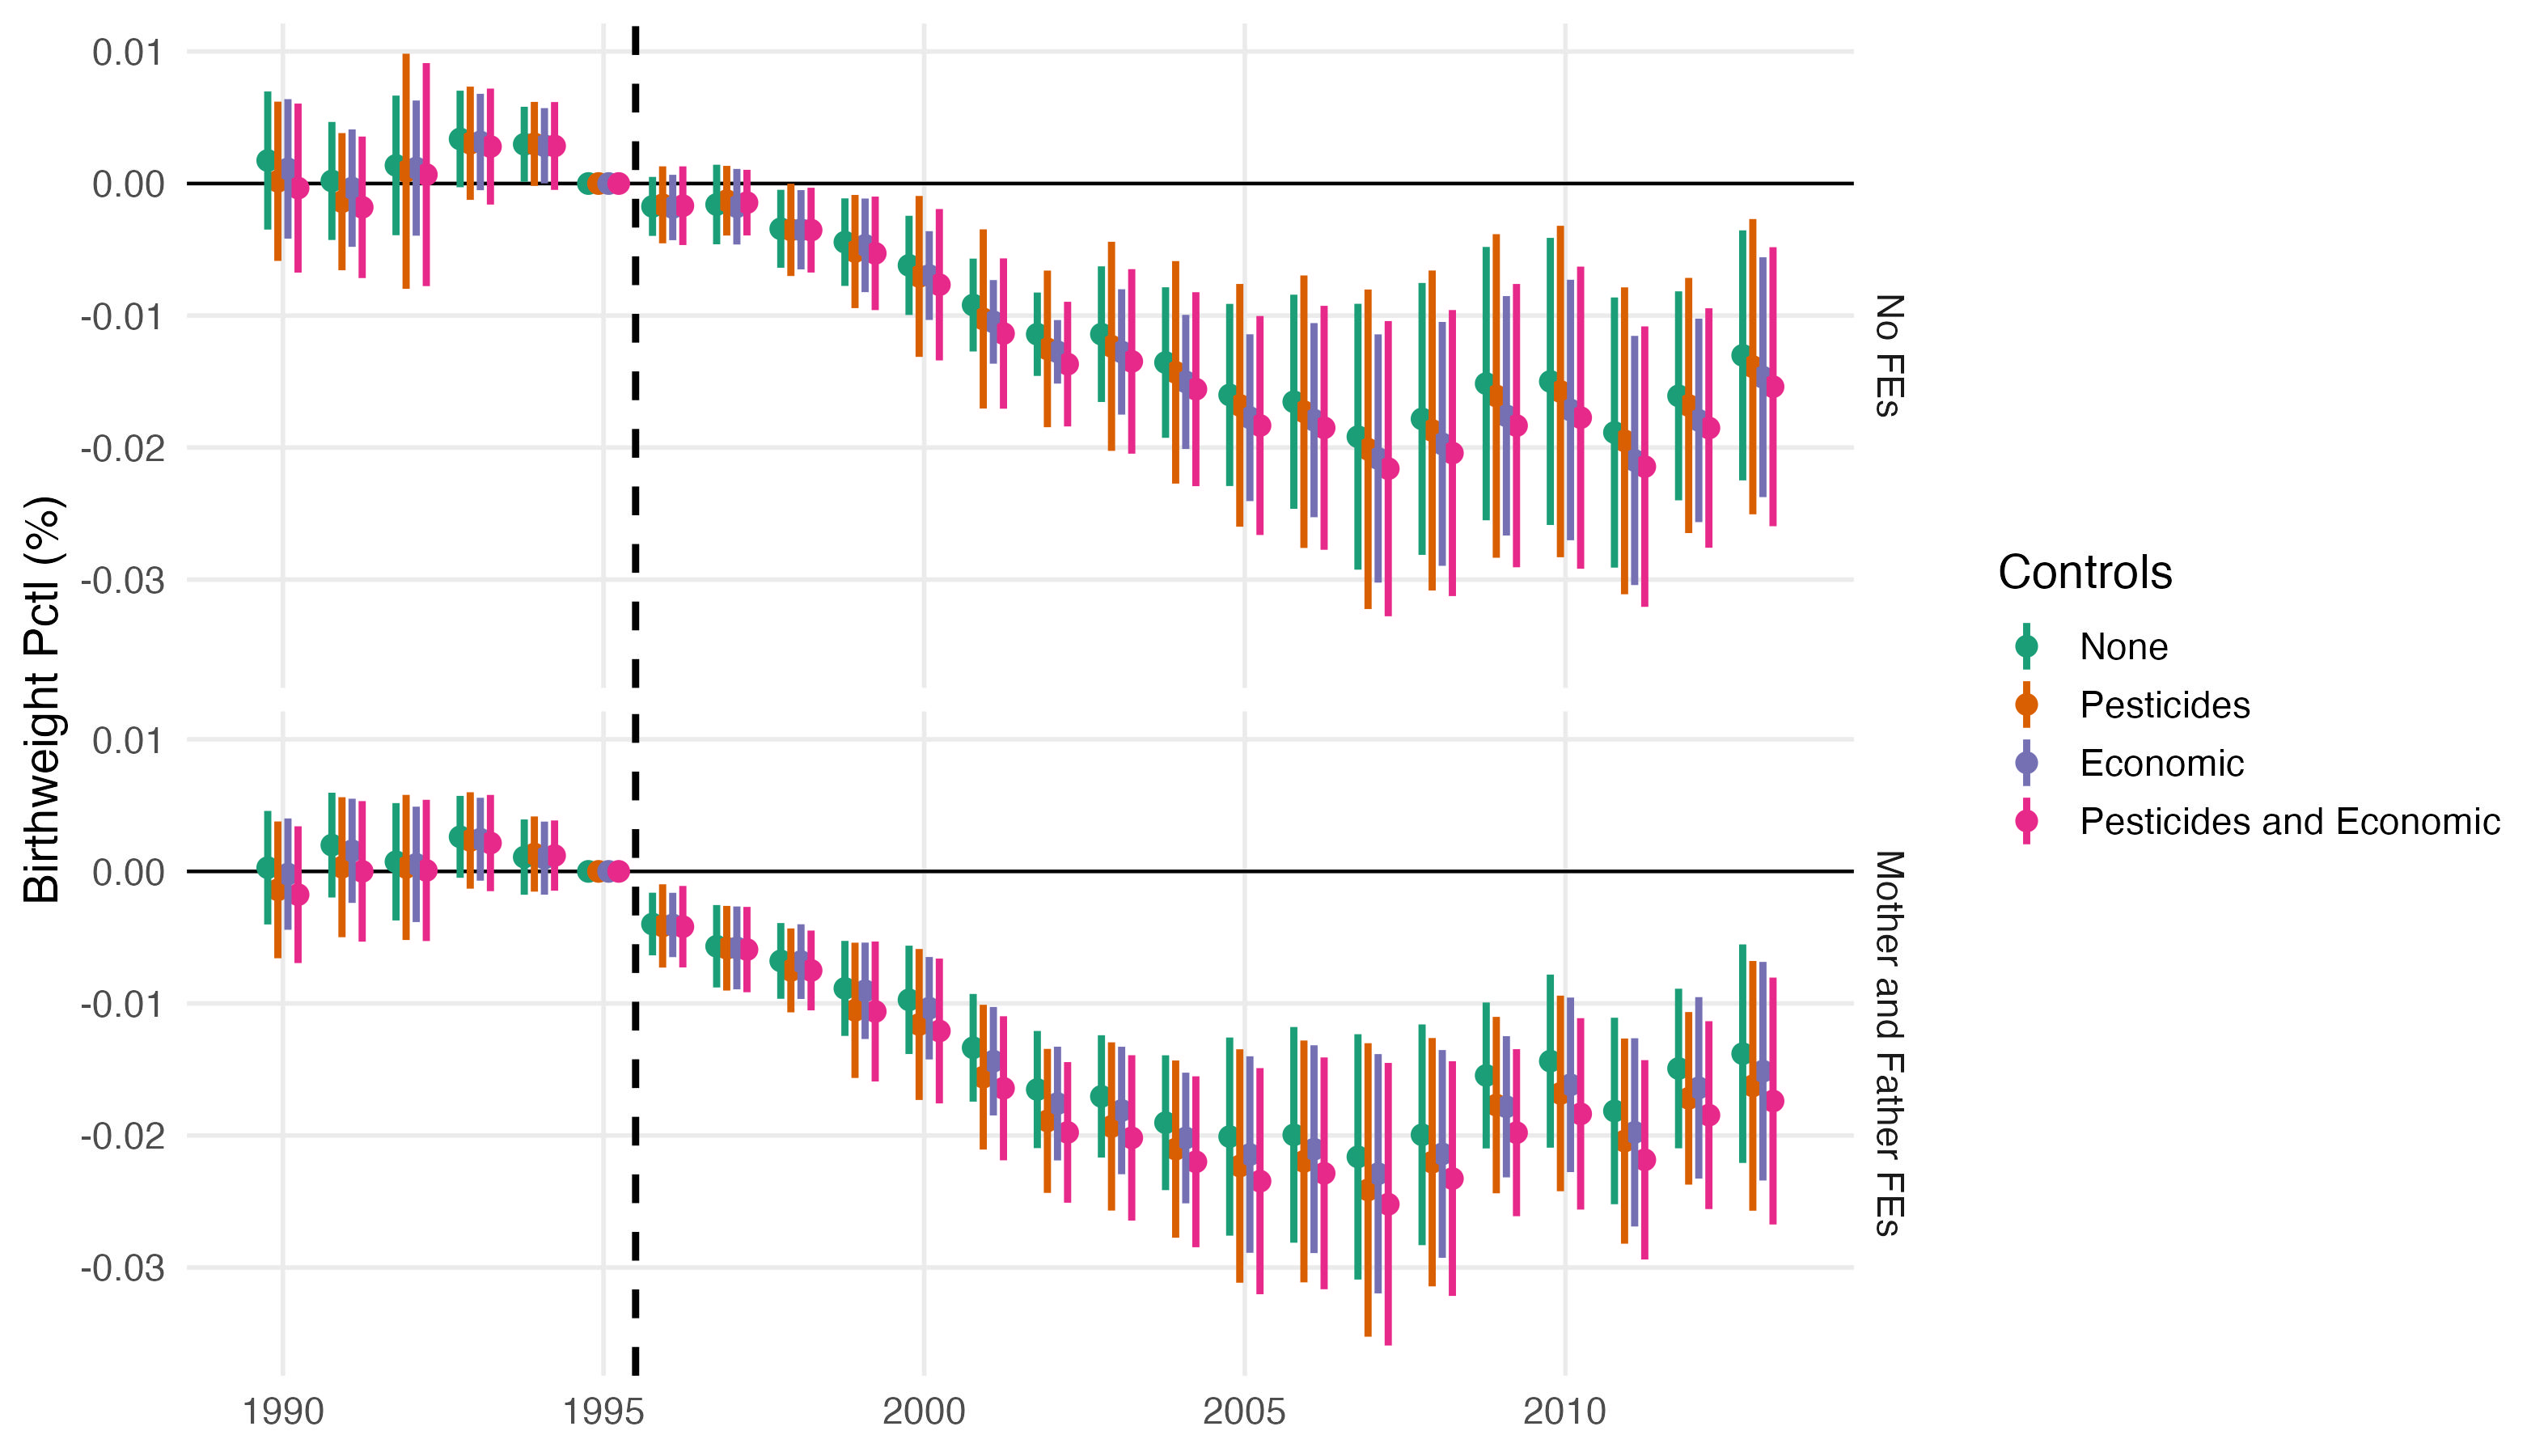 Birthweight Pctl (%)
0.01
0.00
-0.01
-0.02
-0.03
No FEs
0.01
0.00
-0.01
-0.02
-0.03
Mother and Father FEs
1990 1995 2000 2005 2010
Controls
None
Pesticides
Economic
Pesticides and Economic